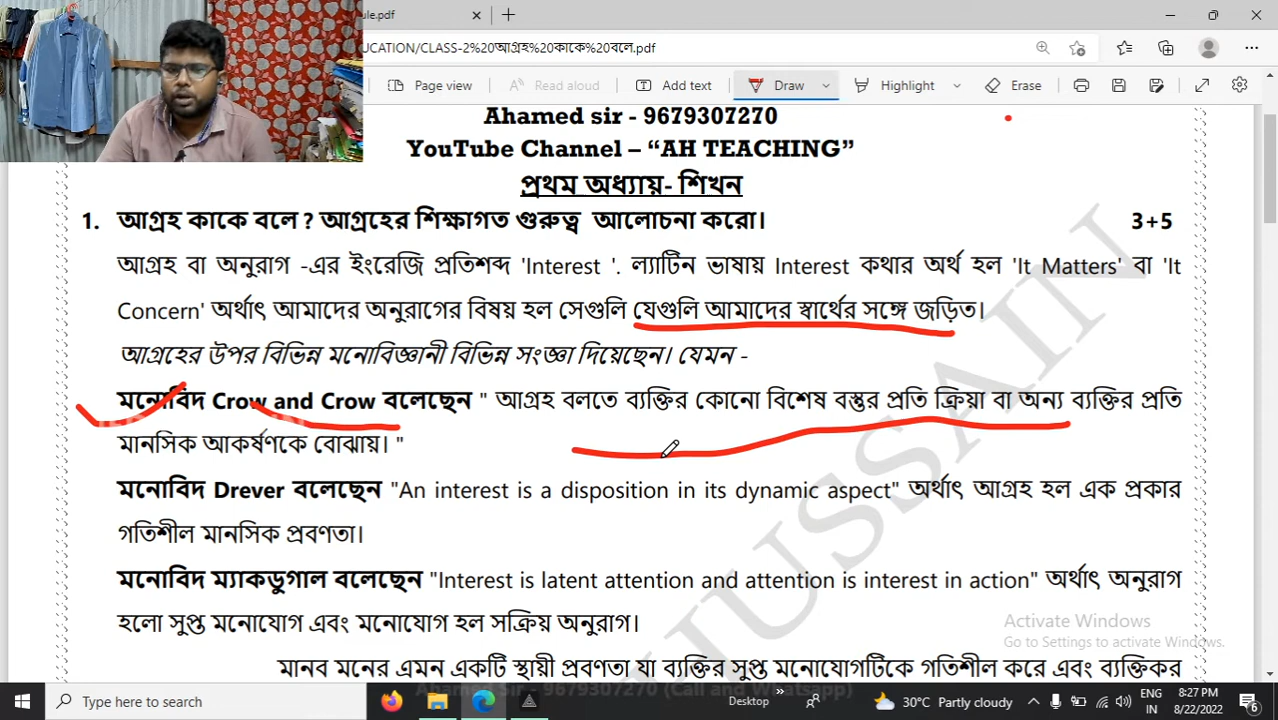 ule.pdf
UCATION/CLASS-2%20আগ্রহ%20কাকে%20বলে.pdf
Page view Read aloud Add text Draw Highlight Erase
Ahamed sir - 9679307270
YouTube Channel – “AH TEACHING”
প্রথম অধ্যায়- শিখন
1. আগ্রহ কাকে বলে ? আগ্রহের শিক্ষাগত গুরুত্ব আলোচনা করো। 3+5
আগ্রহ বা অনুরাগ -এর ইংরেজি প্রতিশব্দ 'Interest '. ল্যাটিন ভাষায় Interest কথার অর্থ হল 'It Matters' বা 'It
Concern' অর্থাৎ আমাদের অনুরাগের বিষয় হল সেগুলি যেগুলি আমাদের স্বার্থের সঙ্গে জড়িত।
আগ্রহের উপর বিভিন্ন মনোবিজ্ঞানী বিভিন্ন সংজ্ঞা দিয়েছেন। যেমন -
মনোবিদ Crow and Crow বলেছেন " আগ্রহ বলতে ব্যক্তির কোনো বিশেষ বস্তুর প্রতি ক্রিয়া বা অন্য ব্যক্তির প্রতি
মানসিক আকর্ষণকে বোঝায়। "
মনোবিদ Drever বলেছেন "An interest is a disposition in its dynamic aspect" অর্থাৎ আগ্রহ হল এক প্রকার
গতিশীল মানসিক প্রবণতা।
মনোবিদ ম্যাকডুগাল বলেছেন "Interest is latent attention and attention is interest in action" অর্থাৎ অনুরাগ
হলো সুপ্ত মনোযোগ এবং মনোযোগ হল সক্রিয় অনুরাগ।
মানব মনের এমন একটি স্থায়ী প্রবণতা যা ব্যক্তির সুপ্ত মনোযোগটিকে গতিশীল করে এবং ব্যক্তিকর
HUSSAIN
Activate Windows
Go to Settings to activate Windows.
Ahamed Sir - 9679307270 (Call and Whatsapp)
Type here to search
Desktop
30°C Partly cloudy
ENG
IN
8:27 PM
8/22/2022
6